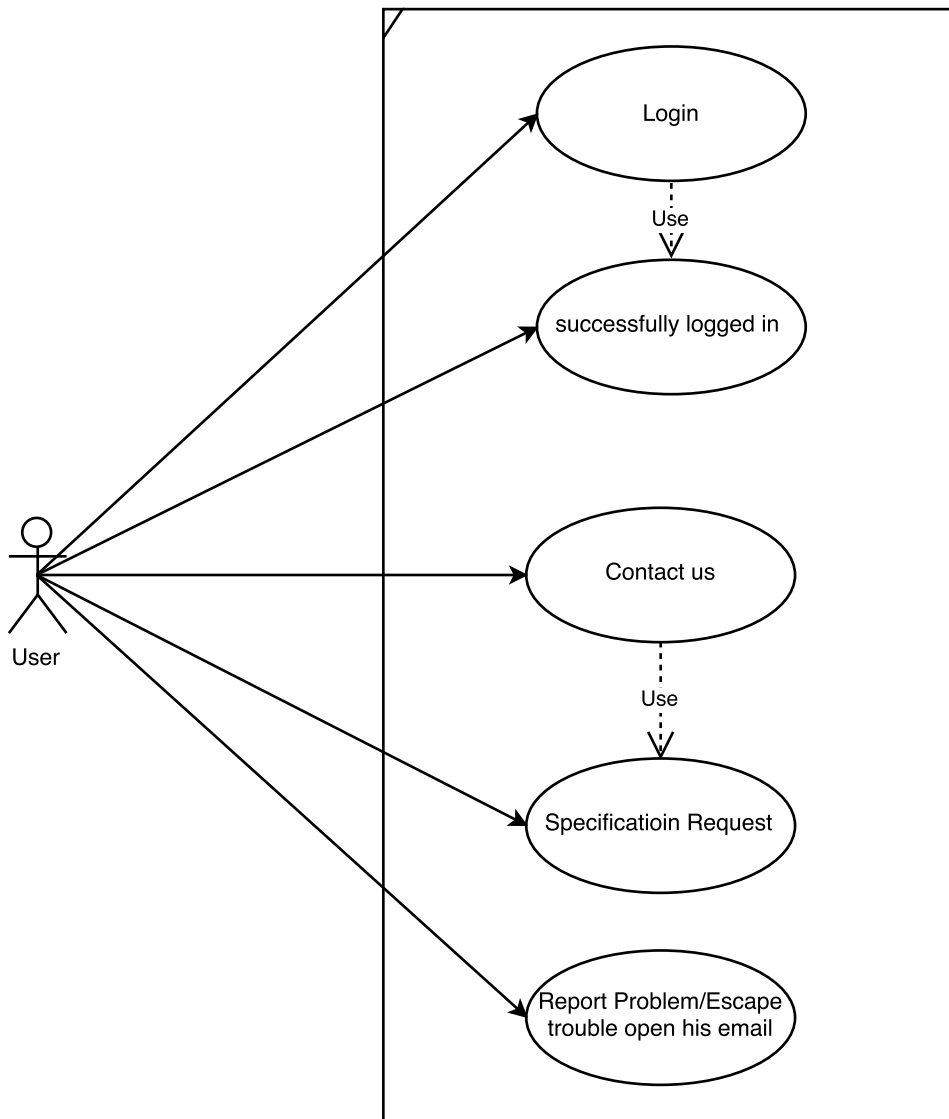 Login
Use
successfully logged in
Contact us
User
Use
Specificatioin Request
Report Problem/Escape
trouble open his email